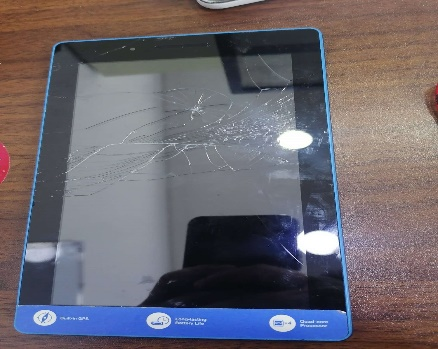 Built-in GPS
Long-lasting
Battery Life
Quad-core
Processor